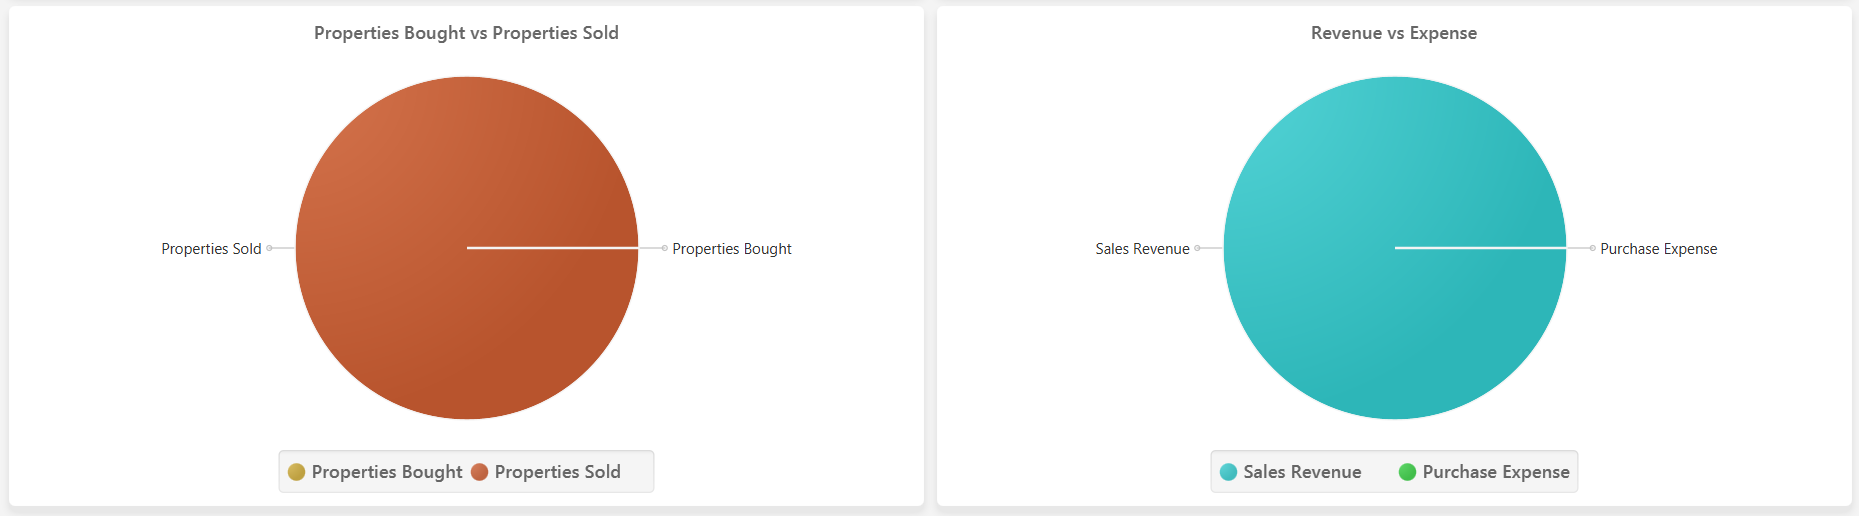 Properties Bought vs Properties Sold
Properties Sold
Properties Bought
Properties Bought Properties Sold
Revenue vs Expense
Sales Revenue
Purchase Expense
Sales Revenue Purchase Expense